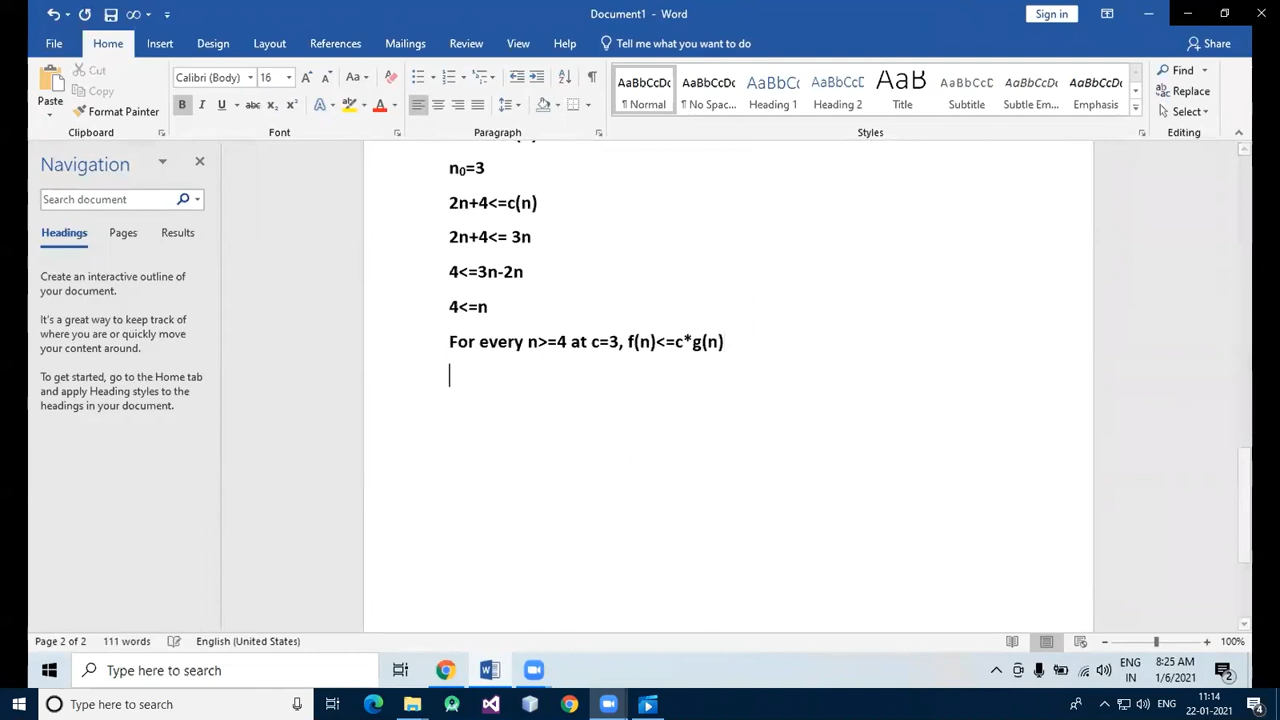 Document1 - Word
Sign in
File Home Insert Design Layout References Mailings Review View Help Tell me what you want to do Share
Paste
Cut
Copy
Format Painter
Clipboard
Calibri (Body) 16
Font
Paragraph
AaBbCcDc AaBbCcDc AaBbC( AaBbCcD AaB AaBbCcD AaBbCcDc AaBbCcDc
¶ Normal ¶ No Spac... Heading 1 Heading 2 Title Subtitle Subtle Em... Emphasis
Styles
Find
Replace
Select
Editing
Navigation
Search document
Headings Pages Results
Create an interactive outline of
your document.
It's a great way to keep track of
where you are or quickly move
your content around.
To get started, go to the Home tab
and apply Heading styles to the
headings in your document.
n₀=3
2n+4<=c(n)
2n+4<= 3n
4<=3n-2n
4<=n
For every n>=4 at c=3, f(n)<=c*g(n)
Page 2 of 2 111 words English (United States) 100%
Type here to search
ENG
IN
8:25 AM
1/6/2021
2
Type here to search
ENG
11:14
22-01-2021
4